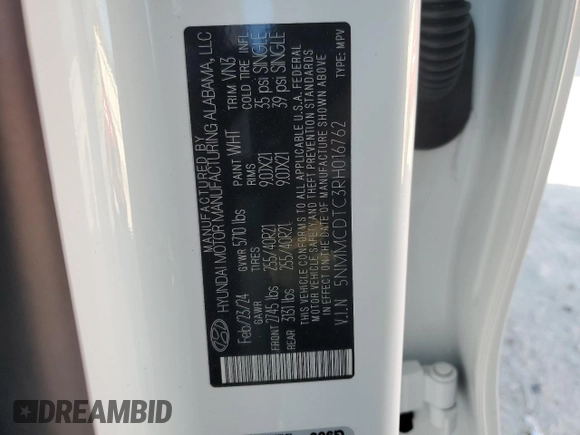 MANUFACTURED BY
HYUNDAI MOTOR MANUFACTURING ALABAMA, LLC
Feb/23/24 GVWR 5710 lbs PAINT WHT TRIM VN3
GAWR TIRES RIMS COLD TIRE INFL
FRONT 2745 lbs 255/40R21 9.0JX21 35 psi SINGLE
REAR 3131 lbs 255/40R21 9.0JX21 39 psi SINGLE
THIS VEHICLE CONFORMS TO ALL APPLICABLE U.S.A. FEDERAL
MOTOR VEHICLE SAFETY AND THEFT PREVENTION STANDARDS
IN EFFECT ON THE DATE OF MANUFACTURE SHOWN ABOVE
V.I.N 5NMMCDTC3RH016762 TYPE: MPV
DREAMBID